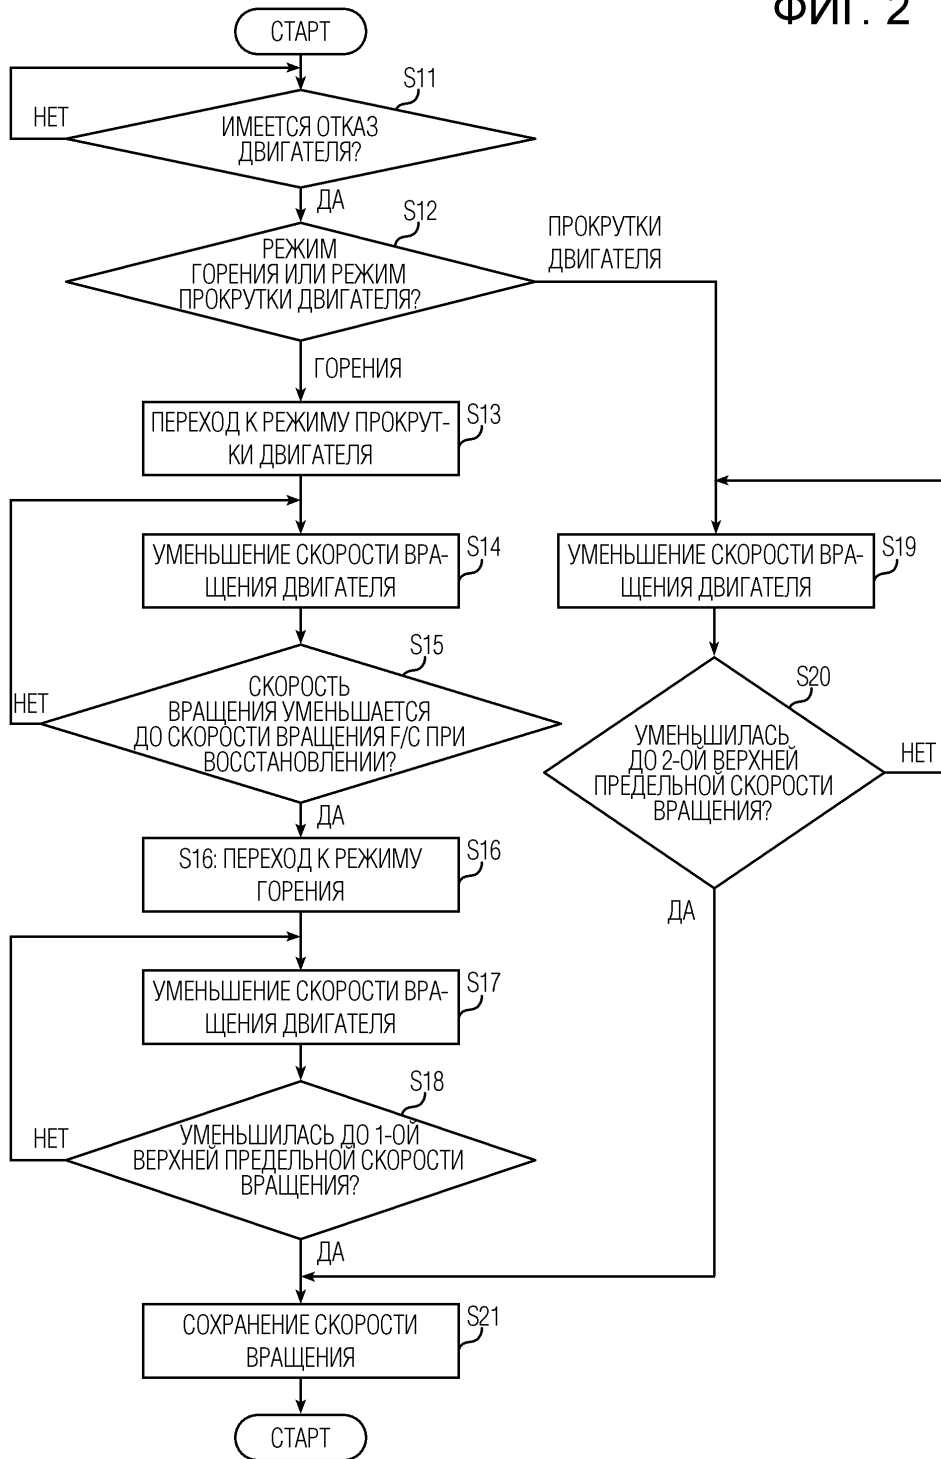 ФИГ. 2
СТАРТ
S11
НЕТ
ИМЕЕТСЯ ОТКАЗ
ДВИГАТЕЛЯ?
ДА
S12
ПРОКРУТКИ
ДВИГАТЕЛЯ
РЕЖИМ
ГОРЕНИЯ ИЛИ РЕЖИМ
ПРОКРУТКИ ДВИГАТЕЛЯ?
ГОРЕНИЯ
S13
ПЕРЕХОД К РЕЖИМУ ПРОКРУТ-
КИ ДВИГАТЕЛЯ
S14
УМЕНЬШЕНИЕ СКОРОСТИ ВРА-
ЩЕНИЯ ДВИГАТЕЛЯ
S19
УМЕНЬШЕНИЕ СКОРОСТИ ВРА-
ЩЕНИЯ ДВИГАТЕЛЯ
S15
НЕТ
СКОРОСТЬ
ВРАЩЕНИЯ УМЕНЬШАЕТСЯ
ДО СКОРОСТИ ВРАЩЕНИЯ F/C ПРИ
ВОССТАНОВЛЕНИИ?
ДА
S20
УМЕНЬШИЛАСЬ
ДО 2-ОЙ ВЕРХНЕЙ
ПРЕДЕЛЬНОЙ СКОРОСТИ
ВРАЩЕНИЯ?
НЕТ
ДА
S16
S16: ПЕРЕХОД К РЕЖИМУ
ГОРЕНИЯ
S17
УМЕНЬШЕНИЕ СКОРОСТИ ВРА-
ЩЕНИЯ ДВИГАТЕЛЯ
S18
НЕТ
УМЕНЬШИЛАСЬ ДО 1-ОЙ
ВЕРХНЕЙ ПРЕДЕЛЬНОЙ СКОРОСТИ
ВРАЩЕНИЯ?
ДА
S21
СОХРАНЕНИЕ СКОРОСТИ
ВРАЩЕНИЯ
СТАРТ